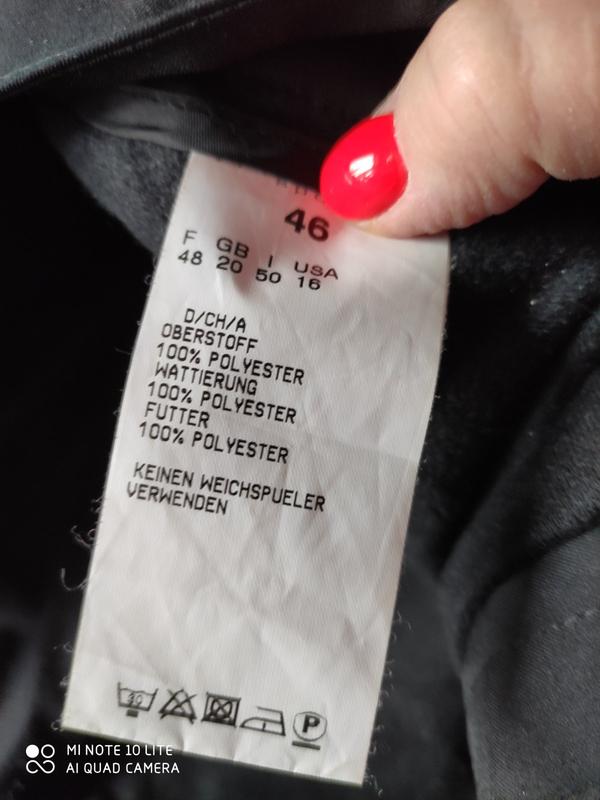 46
F GB I USA
48 20 50 16
D/CH/A
OBERSTOFF
100% POLYESTER
WATTIERUNG
100% POLYESTER
FUTTER
100% POLYESTER
KEINEN WEICHSPUELER
VERWENDEN
30
P
MI NOTE 10 LITE
AI QUAD CAMERA